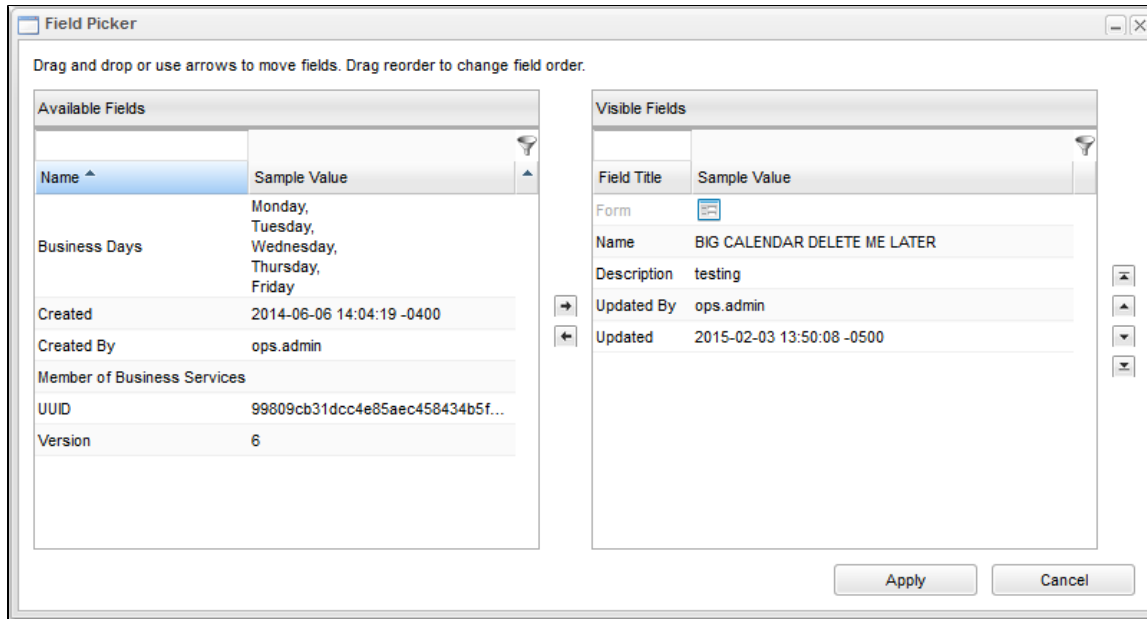 Field Picker
Drag and drop or use arrows to move fields. Drag reorder to change field order.
Available Fields
Name
Sample Value
Business Days
Monday,
Tuesday,
Wednesday,
Thursday,
Friday
Created
2014-06-06 14:04:19 -0400
Created By
ops.admin
Member of Business Services
UUID
99809cb31dcc4e85aec458434b5f...
Version
6
Visible Fields
Field Title
Sample Value
Form
Name
BIG CALENDAR DELETE ME LATER
Description
testing
Updated By
ops.admin
Updated
2015-02-03 13:50:08 -0500
Apply
Cancel